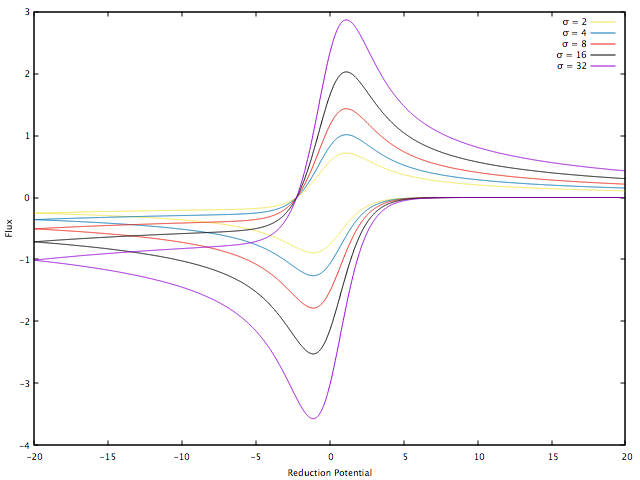 3
2
1
0
−1
−2
−3
−4
Flux
σ = 2
σ = 4
σ = 8
σ = 16
σ = 32
−20 −15 −10 −5 0 5 10 15 20
Reduction Potential